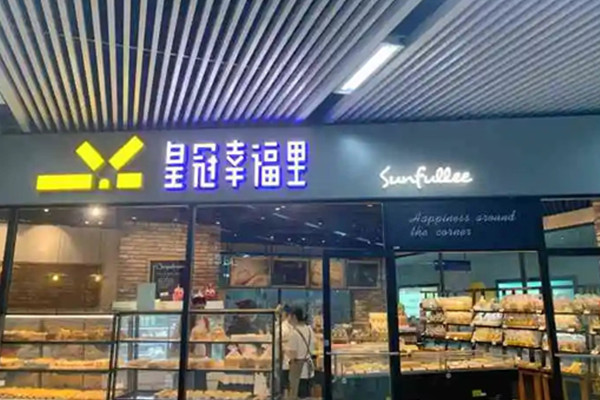 皇冠幸福里
Sunfullee
Happiness around
the corner